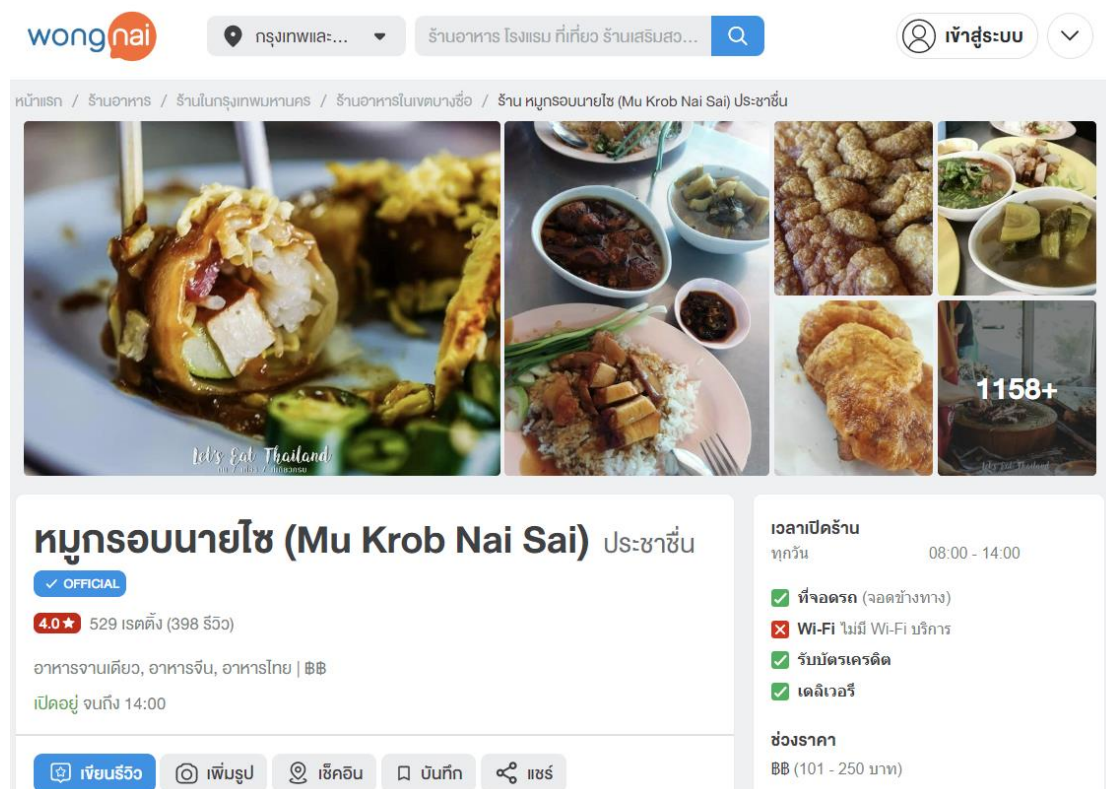 wongnai
กรุงเทพและ...
ร้านอาหาร โรงแรม ที่เที่ยว ร้านเสริมสว...
เข้าสู่ระบบ
หน้าแรก / ร้านอาหาร / ร้านในกรุงเทพมหานคร / ร้านอาหารในเขตบางซื่อ / ร้าน หมูกรอบนายไซ (Mu Krob Nai Sai) ประชาชื่น
Let's Eat Thailand
1158+
Let's Eat Thailand
หมูกรอบนายไซ (Mu Krob Nai Sai) ประชาชื่น
OFFICIAL
4.0★ 529 เรตติ้ง (398 รีวิว)
อาหารจานเดียว, อาหารจีน, อาหารไทย | ฿฿
เปิดอยู่ จนถึง 14:00
เขียนรีวิว เพิ่มรูป เช็คอิน บันทึก แชร์
เวลาเปิดร้าน
ทุกวัน 08:00 - 14:00
ที่จอดรถ (จอดข้างทาง)
Wi-Fi ไม่มี Wi-Fi บริการ
รับบัตรเครดิต
เดลิเวอรี
ช่วงราคา
฿฿ (101 - 250 บาท)